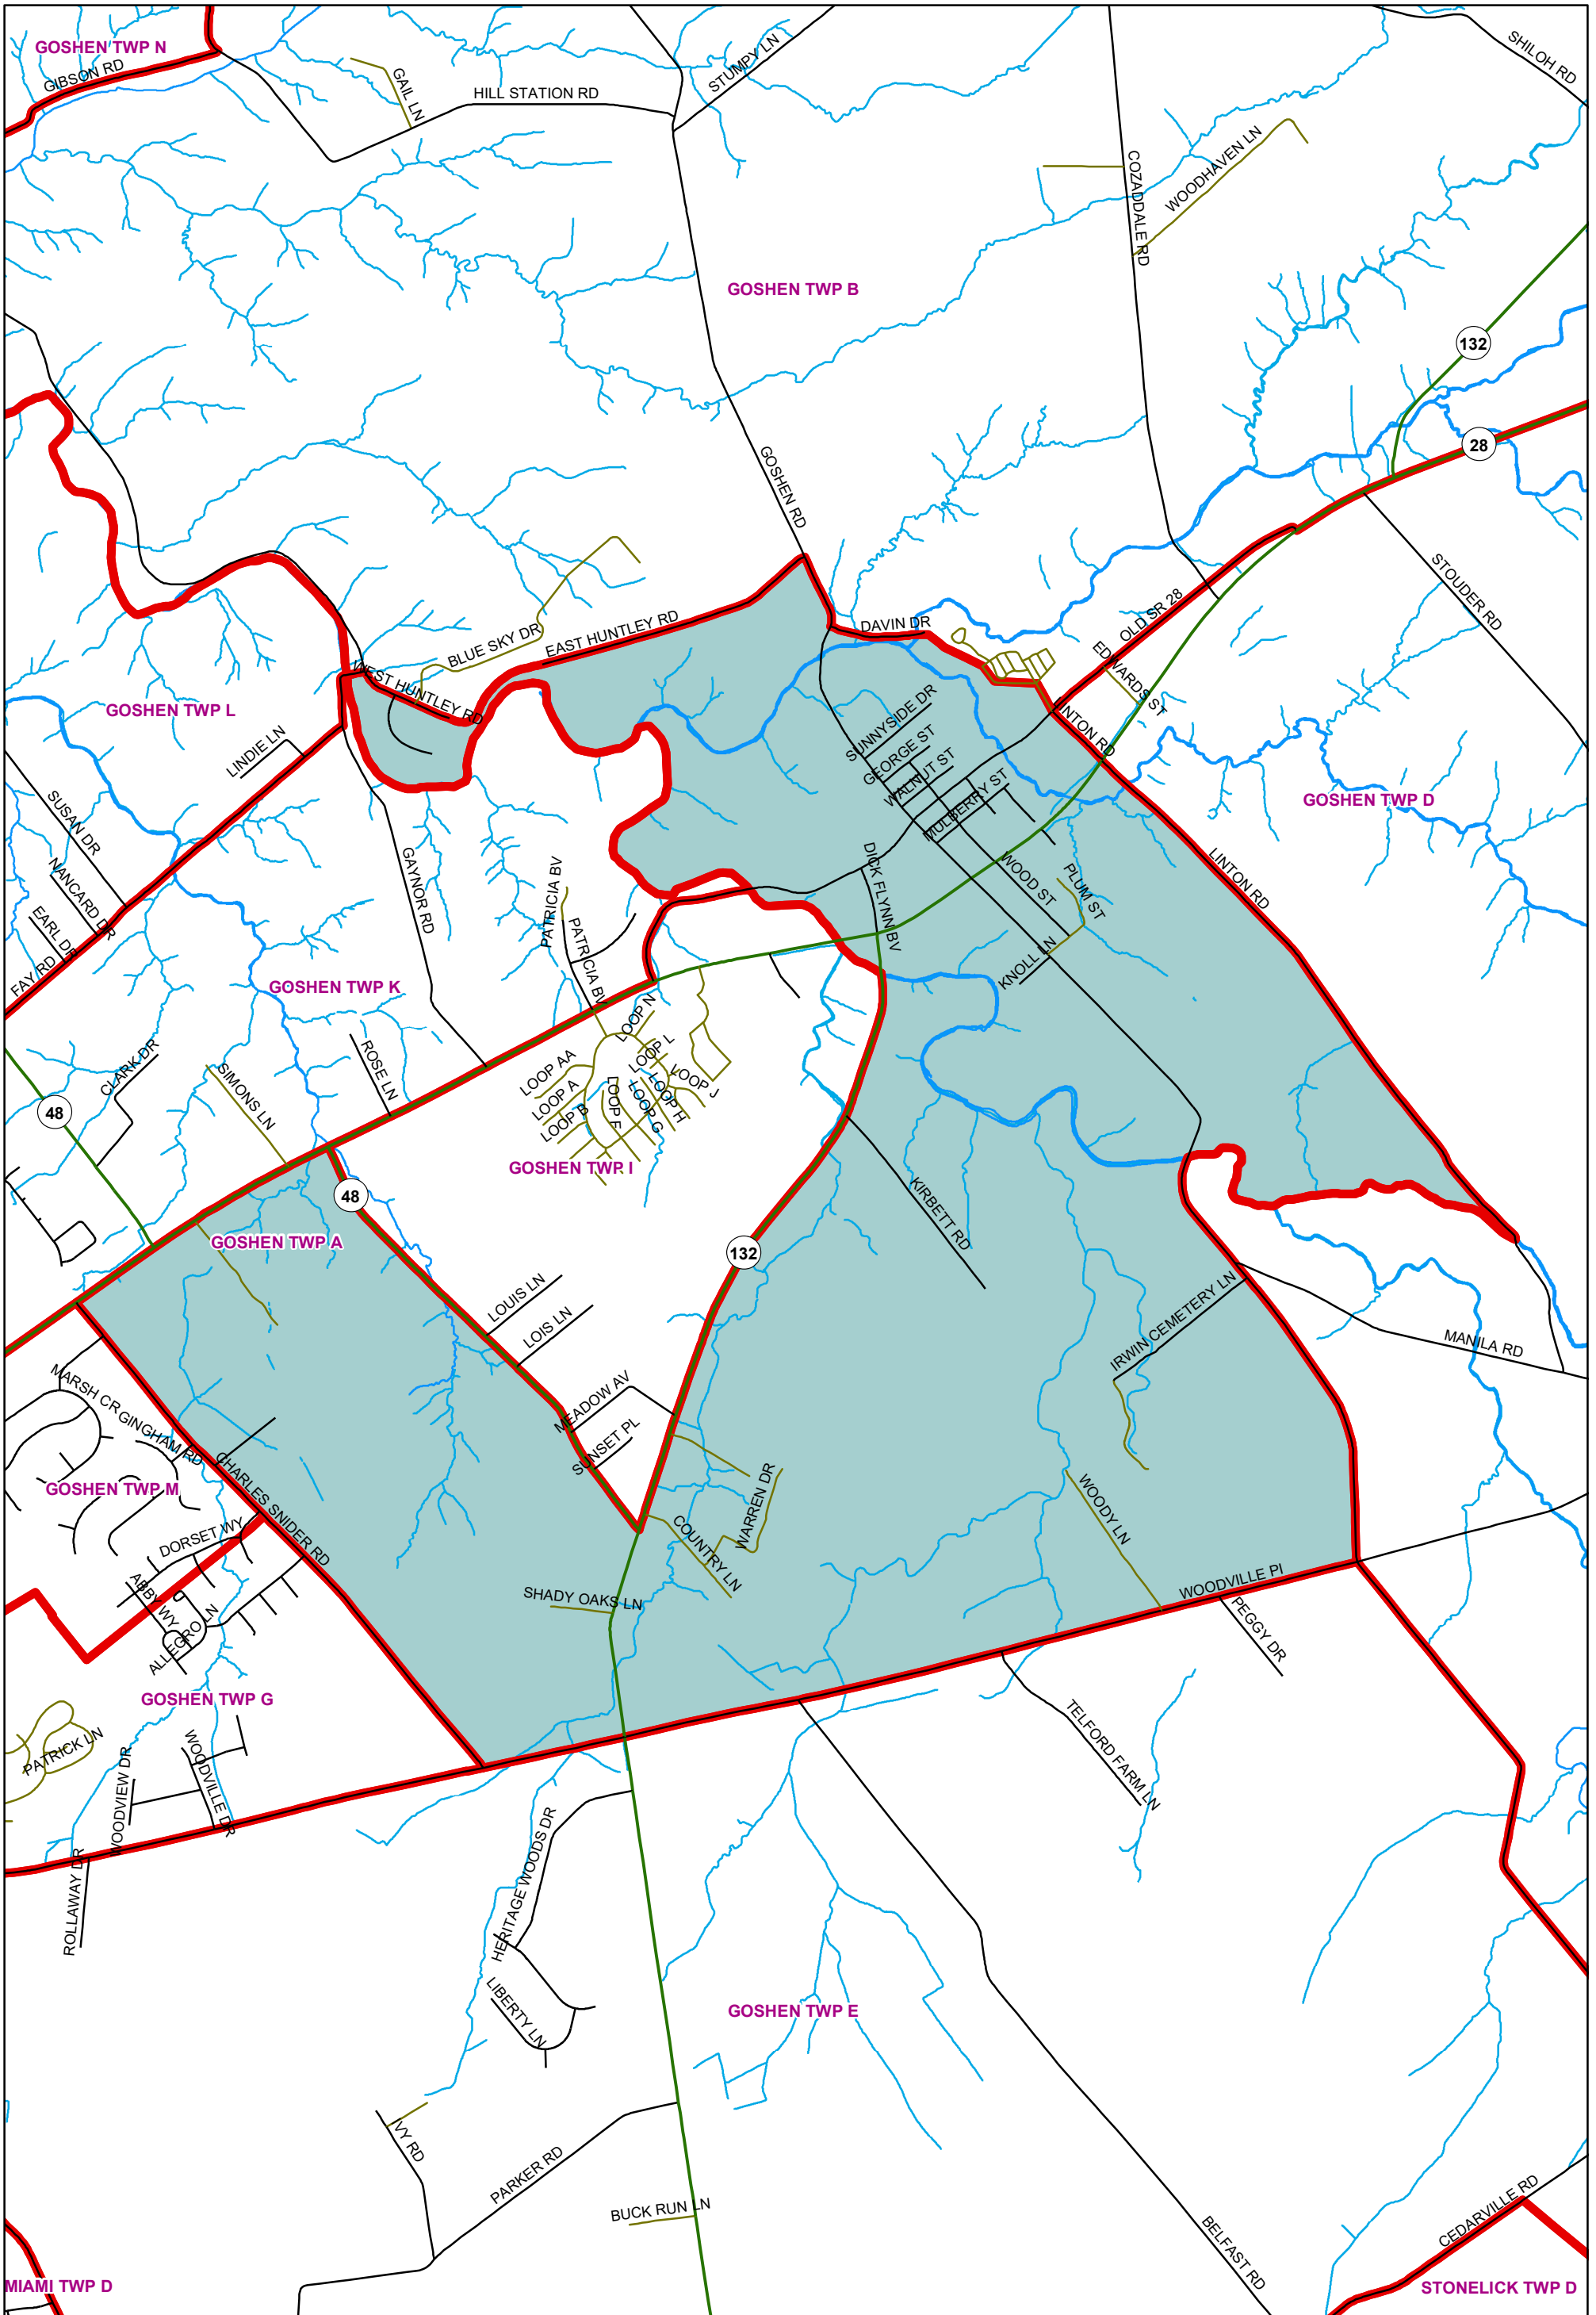 GOSHEN TWP N
GIBSON RD
GAIL LN
HILL STATION RD
STUMPY LN
SHILOH RD
COZADDALE RD
WOODHAVEN LN
GOSHEN TWP B
132
28
GOSHEN RD
STOUDER RD
OLD SR 28
EDWARDS ST
DAVIN DR
EAST HUNTLEY RD
BLUE SKY DR
WEST HUNTLEY RD
GOSHEN TWP L
LINDIE LN
SUNNYSIDE DR
GEORGE ST
WALNUT ST
MULBERRY ST
LINTON RD
GOSHEN TWP D
SUSAN DR
NANCARD DR
EARL DR
FAY RD
GAYNOR RD
PATRICIA BV
PATRICIA BV
DICK FLYNN BV
WOOD ST
PLUM ST
KNOLL LN
LINTON RD
GOSHEN TWP K
ROSE LN
CLARK DR
SIMONS LN
48
LOOP N
LOOP L
LOOP AA
LOOP A
LOOP B
LOOP F
LOOP G
LOOP H
LOOP J
GOSHEN TWP I
48
GOSHEN TWP A
132
KIRBETT RD
LOUIS LN
LOIS LN
IRWIN CEMETERY LN
MANILA RD
MEADOW AV
SUNSET PL
MARSH CR
GINGHAM RD
CHARLES SNIDER RD
GOSHEN TWP M
DORSET WY
ABBY WY
ALLEGRO LN
WARREN DR
COUNTRY LN
SHADY OAKS LN
WOODY LN
WOODVILLE PI
PEGGY DR
GOSHEN TWP G
PATRICK LN
WOODVIEW DR
WOODVILLE DR
ROLLAWAY DR
TELFORD FARM LN
HERITAGE WOODS DR
LIBERTY LN
GOSHEN TWP E
VY RD
PARKER RD
BUCK RUN LN
BELFAST RD
CEDARVILLE RD
MIAMI TWP D
STONELICK TWP D